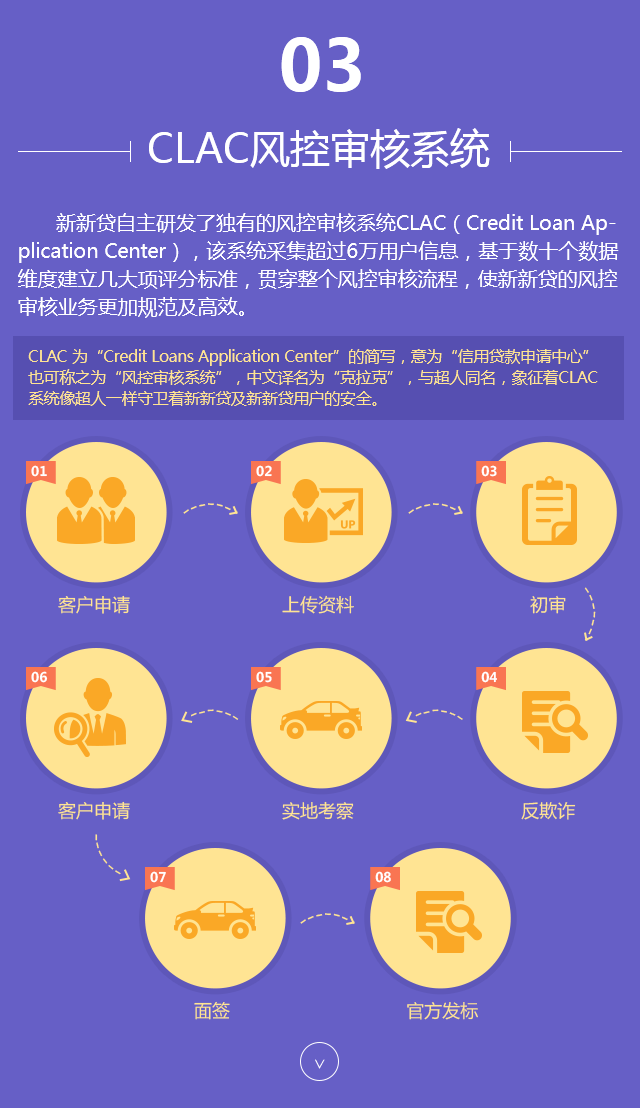 03
CLAC风控审核系统
新新贷自主研发了独有的风控审核系统CLAC（Credit Loan Ap-
plication Center），该系统采集超过6万用户信息，基于数十个数据
维度建立几大项评分标准，贯穿整个风控审核流程，使新新贷的风控
审核业务更加规范及高效。
CLAC 为“Credit Loans Application Center”的简写，意为“信用贷款申请中心”
也可称之为“风控审核系统”，中文译名为“克拉克”，与超人同名，象征着CLAC
系统像超人一样守卫着新新贷及新新贷用户的安全。
01
客户申请
02
UP
上传资料
03
初审
04
反欺诈
05
实地考察
06
客户申请
07
面签
08
官方发标